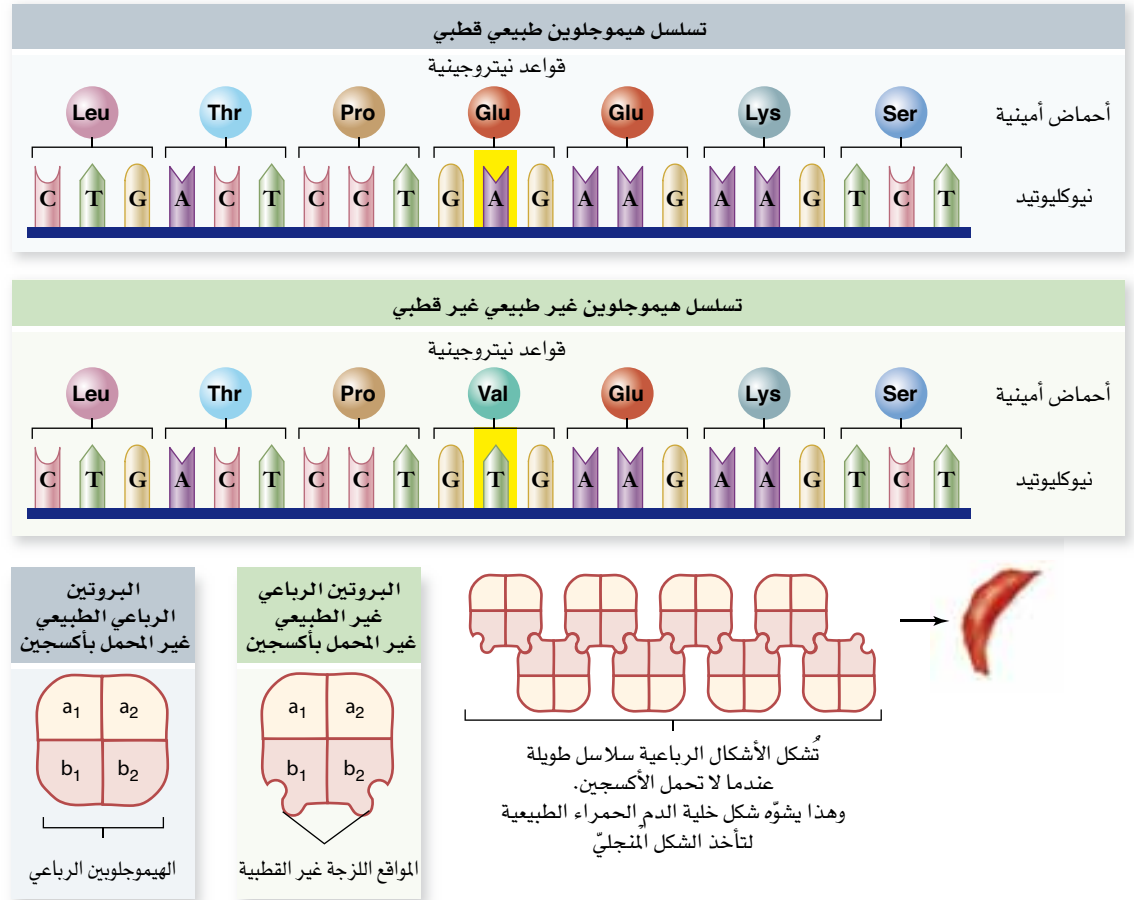 تسلسل هيموجلوين طبيعي قطبي
قواعد نيتروجينية
أحماض أمينية
Leu Thr Pro Glu Glu Lys Ser
نيوكليوتيد
C T G A C T C C T G A G A A G A A G T C T
تسلسل هيموجلوين غير طبيعي غير قطبي
قواعد نيتروجينية
أحماض أمينية
Leu Thr Pro Val Glu Lys Ser
نيوكليوتيد
C T G A C T C C T G T G A A G A A G T C T
البروتين
الرباعي الطبيعي
غير المحمل بأكسجين
a1 a2
b1 b2
الهيموجلوبين الرباعي
البروتين الرباعي
غير الطبيعي
غير المحمل بأكسجين
a1 a2
b1 b2
المواقع اللزجة غير القطبية
تُشكل الأشكال الرباعية سلاسل طويلة
عندما لا تحمل الأكسجين.
وهذا يشوّه شكل خلية الدم الحمراء الطبيعية
لتأخذ الشكل المُنجليّ